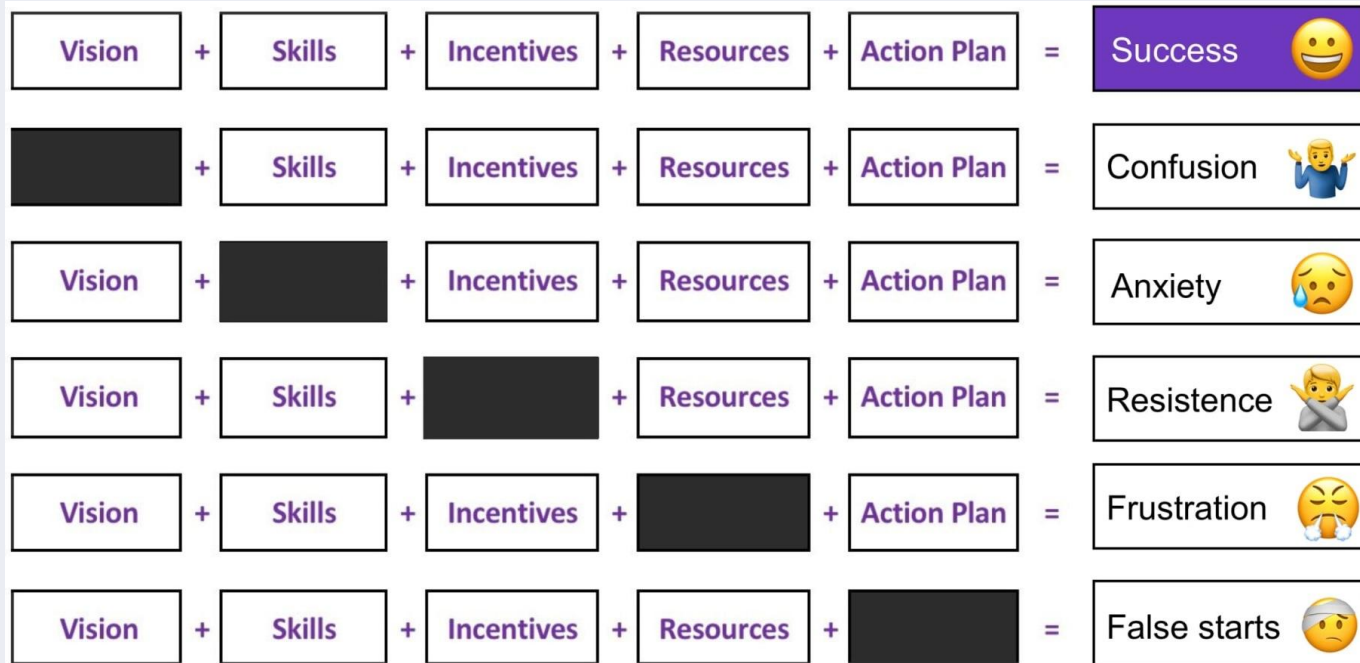 Vision + Skills + Incentives + Resources + Action Plan = Success
+ Skills + Incentives + Resources + Action Plan = Confusion
Vision + + Incentives + Resources + Action Plan = Anxiety
Vision + Skills + + Resources + Action Plan = Resistence
Vision + Skills + Incentives + + Action Plan = Frustration
Vision + Skills + Incentives + Resources + = False starts